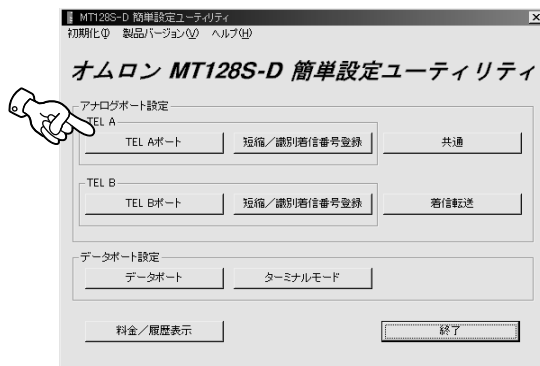 MT128S-D 簡単設定ユーティリティ
初期化(I) 製品バージョン(V) ヘルプ(H)
オムロン MT128S-D 簡単設定ユーティリティ
アナログポート設定
TEL A
TEL Aポート 短縮／識別着信番号登録 共通
TEL B
TEL Bポート 短縮／識別着信番号登録 着信転送
データポート設定
データポート ターミナルモード
料金／履歴表示 終了